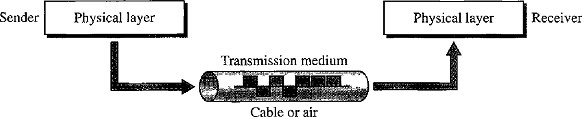 Sender Physical layer Physical layer Receiver
Transmission medium
Cable or air